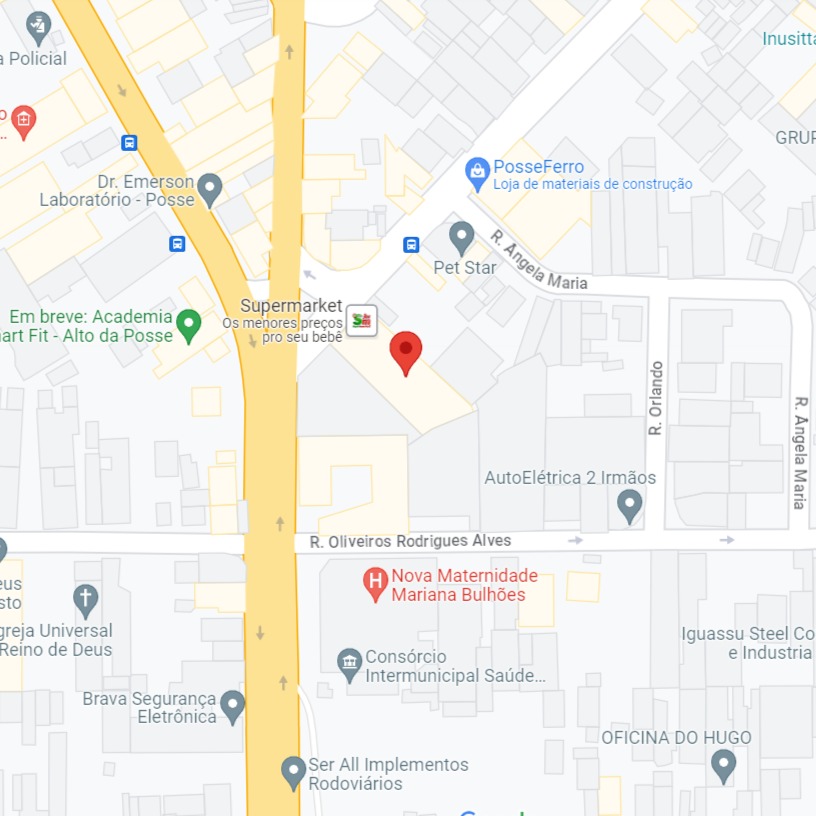 a Policial
Inusitta
o
..
PosseFerro
Loja de materiais de construção
GRUP
Dr. Emerson
Laboratório - Posse
R. Angela Maria
Pet Star
Supermarket
Os menores preços
pro seu bebê
Em breve: Academia
art Fit - Alto da Posse
R. Orlando
R. Angela Maria
AutoElétrica 2 Irmãos
R. Oliveiros Rodrigues Alves
H
Nova Maternidade
Mariana Bulhões
eus
sto
greja Universal
Reino de Deus
Consórcio
Intermunicipal Saúde...
Iguassu Steel Co
e Industria
Brava Segurança
Eletrônica
OFICINA DO HUGO
Ser All Implementos
Rodoviários